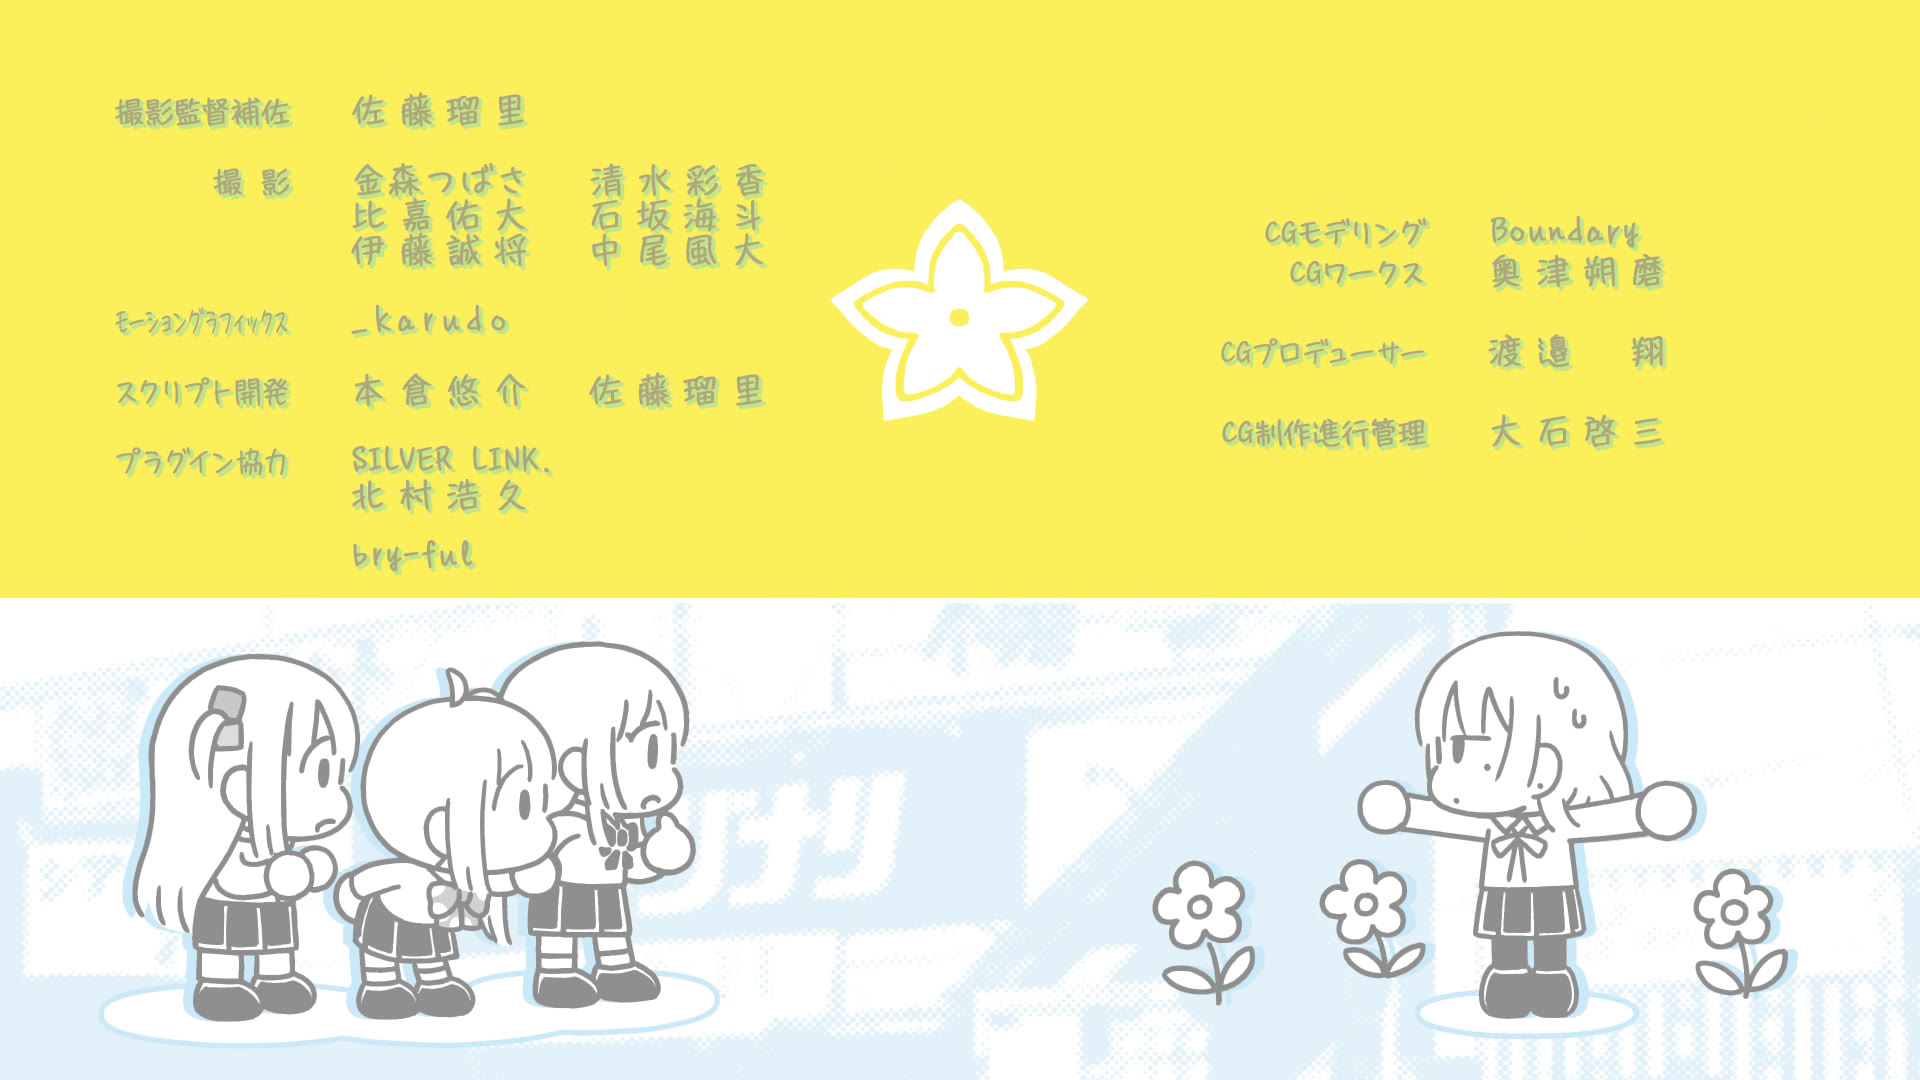 撮影監督補佐 佐藤瑠里
撮影 金森つばさ 清水彩香
比嘉佑大 石坂海斗
伊藤誠将 中尾風大
モーショングラフィックス _karudo
スクリプト開発 本倉悠介 佐藤瑠里
プラグイン協力 SILVER LINK.
北村浩久
bry-ful
CGモデリング Boundary
CGワークス 奥津朔磨
CGプロデューサー 渡邉 翔
CG制作進行管理 大石啓三